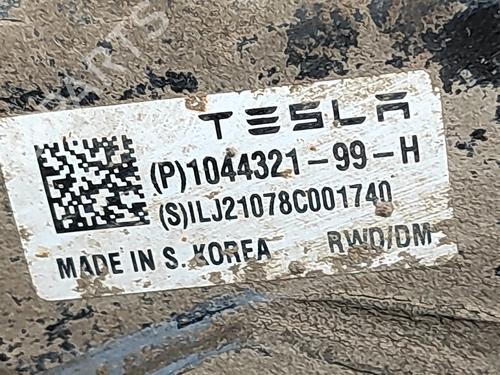 TESLA
(P)1044321-99-H
(S)ILJ21078C001740
MADE IN S. KOREA RWD/DM